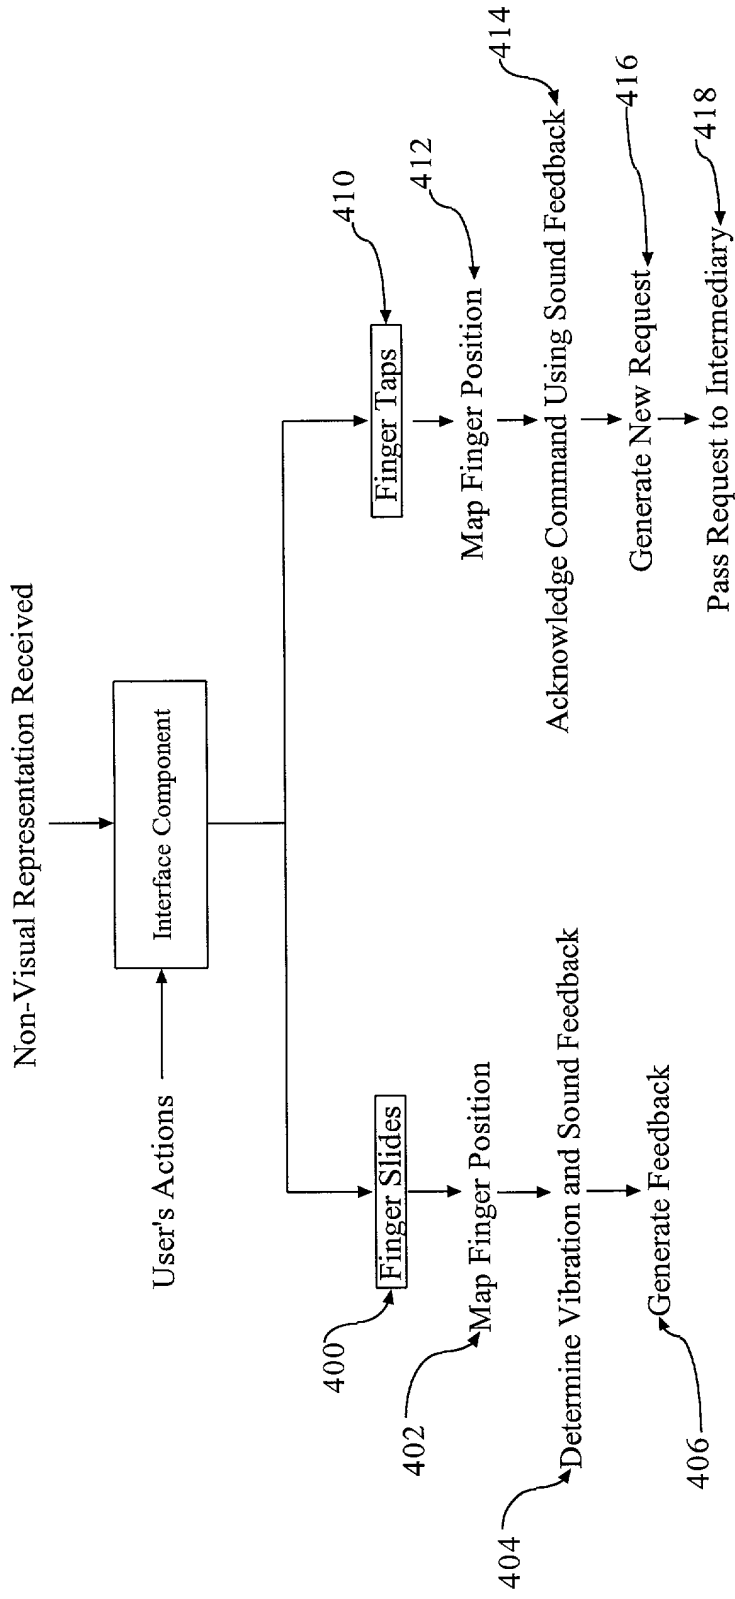 Non-Visual Representation Received
User's Actions
Interface Component
400
Finger Slides
402
Map Finger Position
404
Determine Vibration and Sound Feedback
406
Generate Feedback
410
Finger Taps
412
Map Finger Position
414
Acknowledge Command Using Sound Feedback
416
Generate New Request
418
Pass Request to Intermediary